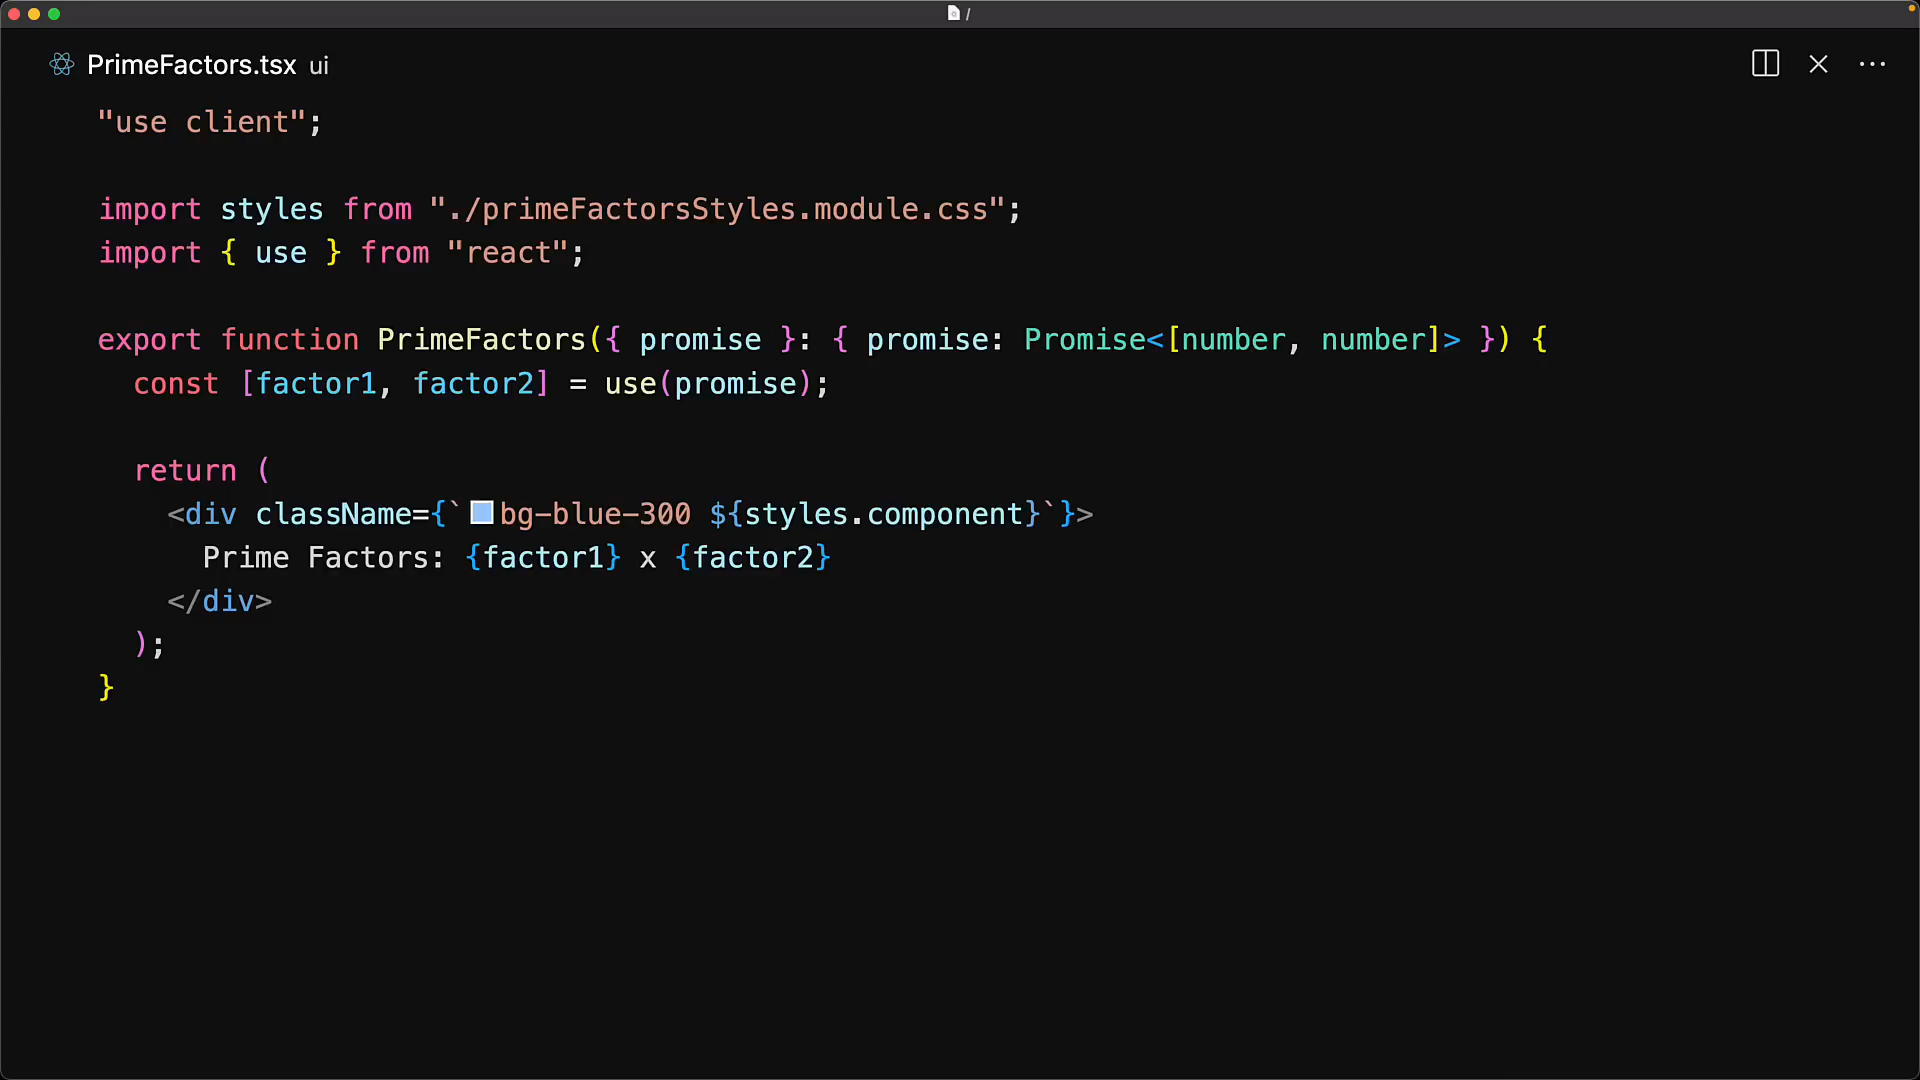 /
PrimeFactors.tsx ui
"use client";
import styles from "./primeFactorsStyles.module.css";
import { use } from "react";
export function PrimeFactors({ promise }: { promise: Promise<[number, number]> }) {
const [factor1, factor2] = use(promise);
return (
<div className={`bg-blue-300 ${styles.component}`}>
Prime Factors: {factor1} x {factor2}
</div>
);
}